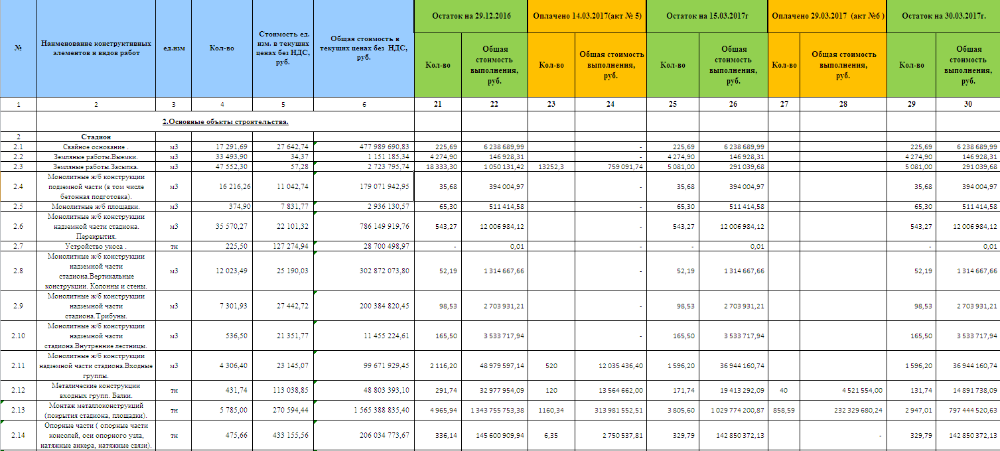 № Наименование конструктивных элементов и видов работ ед.изм Кол-во Стоимость ед. изм. в текущих ценах без НДС, руб. Общая стоимость в текущих ценах без НДС, руб. Остаток на 29.12.2016 Оплачено 14.03.2017(акт № 5) Остаток на 15.03.2017г Оплачено 29.03.2017 (акт №6 ) Остаток на 30.03.2017г.
Кол-во Общая стоимость выполнения, руб. Кол-во Общая стоимость выполнения, руб. Кол-во Общая стоимость выполнения, руб. Кол-во Общая стоимость выполнения, руб. Кол-во Общая стоимость выполнения, руб.
1 2 3 4 5 6 21 22 23 24 25 26 27 28 29 30
2.Основные объкты строительства.
2 Стадион
2.1 Свайное основание . м3 17 291,69 27 642,74 477 989 690,83 225,69 6 238 689,99 - 225,69 6 238 689,99 225,69 6 238 689,99
2.2 Земляные работы.Выемки. м3 33 493,90 34,37 1 151 185,34 4 274,90 146 928,31 - 4 274,90 146 928,31 4 274,90 146 928,31
2.3 Земляные работы.Засыпка. м3 47 552,30 57,28 2 723 795,74 18 333,30 1 050 131,42 13252,3 759 091,74 5 081,00 291 039,68 5 081,00 291 039,68
Монолитные ж/б конструкции
2.4 подземной части (в том числе м3 16 216,26 11 042,74 179 071 942,95 35,68 394 004,97 - 35,68 394 004,97 35,68 394 004,97
бетонная подготовка).
2.5 Монолитные ж/б площадки. м3 374,90 7 831,77 2 936 130,57 65,30 511 414,58 - 65,30 511 414,58 65,30 511 414,58
Монолитные ж/б конструкции
2.6 надземной части стадиона. м3 35 570,27 22 101,32 786 149 919,76 543,27 12 006 984,12 - 543,27 12 006 984,12 543,27 12 006 984,12
Перекрытия.
2.7 Устройство укоса . тн 225,50 127 274,94 28 700 498,97 - 0,01 - - 0,01 - 0,01
Монолитные ж/б конструкции
надземной части
2.8 стадиона.Вертикальные м3 12 023,49 25 190,03 302 872 073,80 52,19 1 314 667,66 - 52,19 1 314 667,66 52,19 1 314 667,66
конструкции. Колонны и стены.
Монолитные ж/б конструкции
2.9 надземной части м3 7 301,93 27 442,72 200 384 820,45 98,53 2 703 931,21 - 98,53 2 703 931,21 98,53 2 703 931,21
стадиона.Трибуны.
Монолитные ж/б конструкции
2.10 надземной части м3 536,50 21 351,77 11 455 224,61 165,50 3 533 717,94 - 165,50 3 533 717,94 165,50 3 533 717,94
стадиона.Внутренние лестницы.
Монолитные ж/б конструкции
2.11 надземной части стадиона.Входные м3 4 306,40 23 145,07 99 671 929,45 2 116,20 48 979 597,14 520 12 035 436,40 1 596,20 36 944 160,74 1 596,20 36 944 160,74
группы.
2.12 Металические конструкции входных групп. Балки. тн 431,74 113 038,85 48 803 393,10 291,74 32 977 954,09 120 13 564 662,00 171,74 19 413 292,09 40 4 521 554,00 131,74 14 891 738,09
2.13 Монтаж металлоконструкций (покрытия стадиона, площадки). тн 5 785,00 270 594,44 1 565 388 835,40 4 965,94 1 343 755 753,38 1160,34 313 981 552,51 3 805,60 1 029 774 200,87 858,59 232 329 680,24 2 947,01 797 444 520,63
Опорные части ( опорные части
2.14 консолей, оси опорного узла, тн 475,66 433 155,56 206 034 773,67 336,14 145 600 909,94 6,35 2 750 537,81 329,79 142 850 372,13 - 329,79 142 850 372,13
натяжные анкера, натяжные связи).